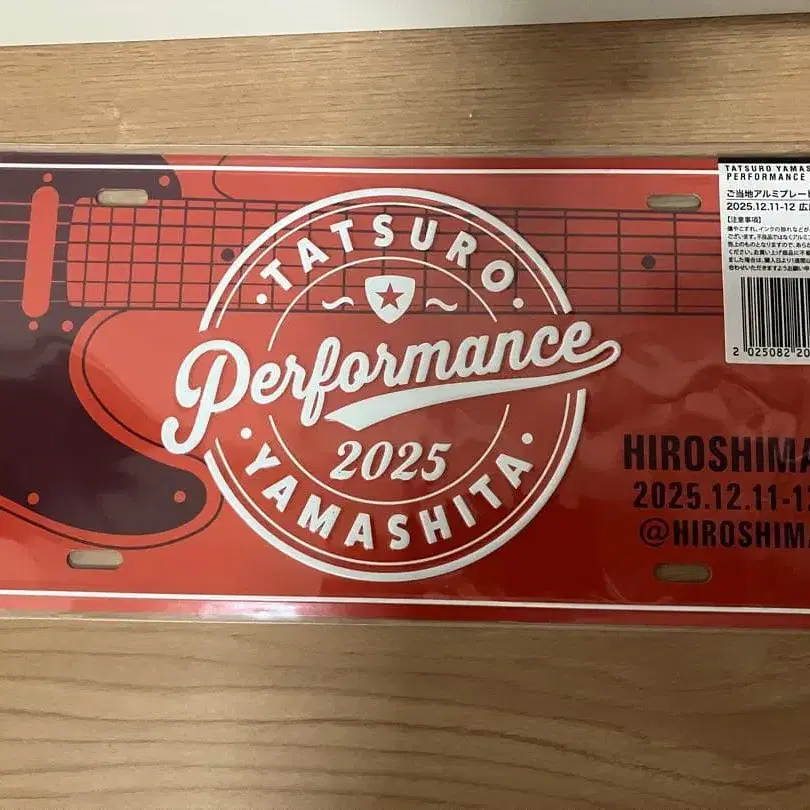 TATSURO
Performance
2025
YAMASHITA
TATSURO YAMAS
PERFORMANCE
ご当地アルミプレート
2025.12.11-12 広
【注意事項】
2 025082 20
HIROSHIMA
2025.12.11-1
@HIROSHIMA